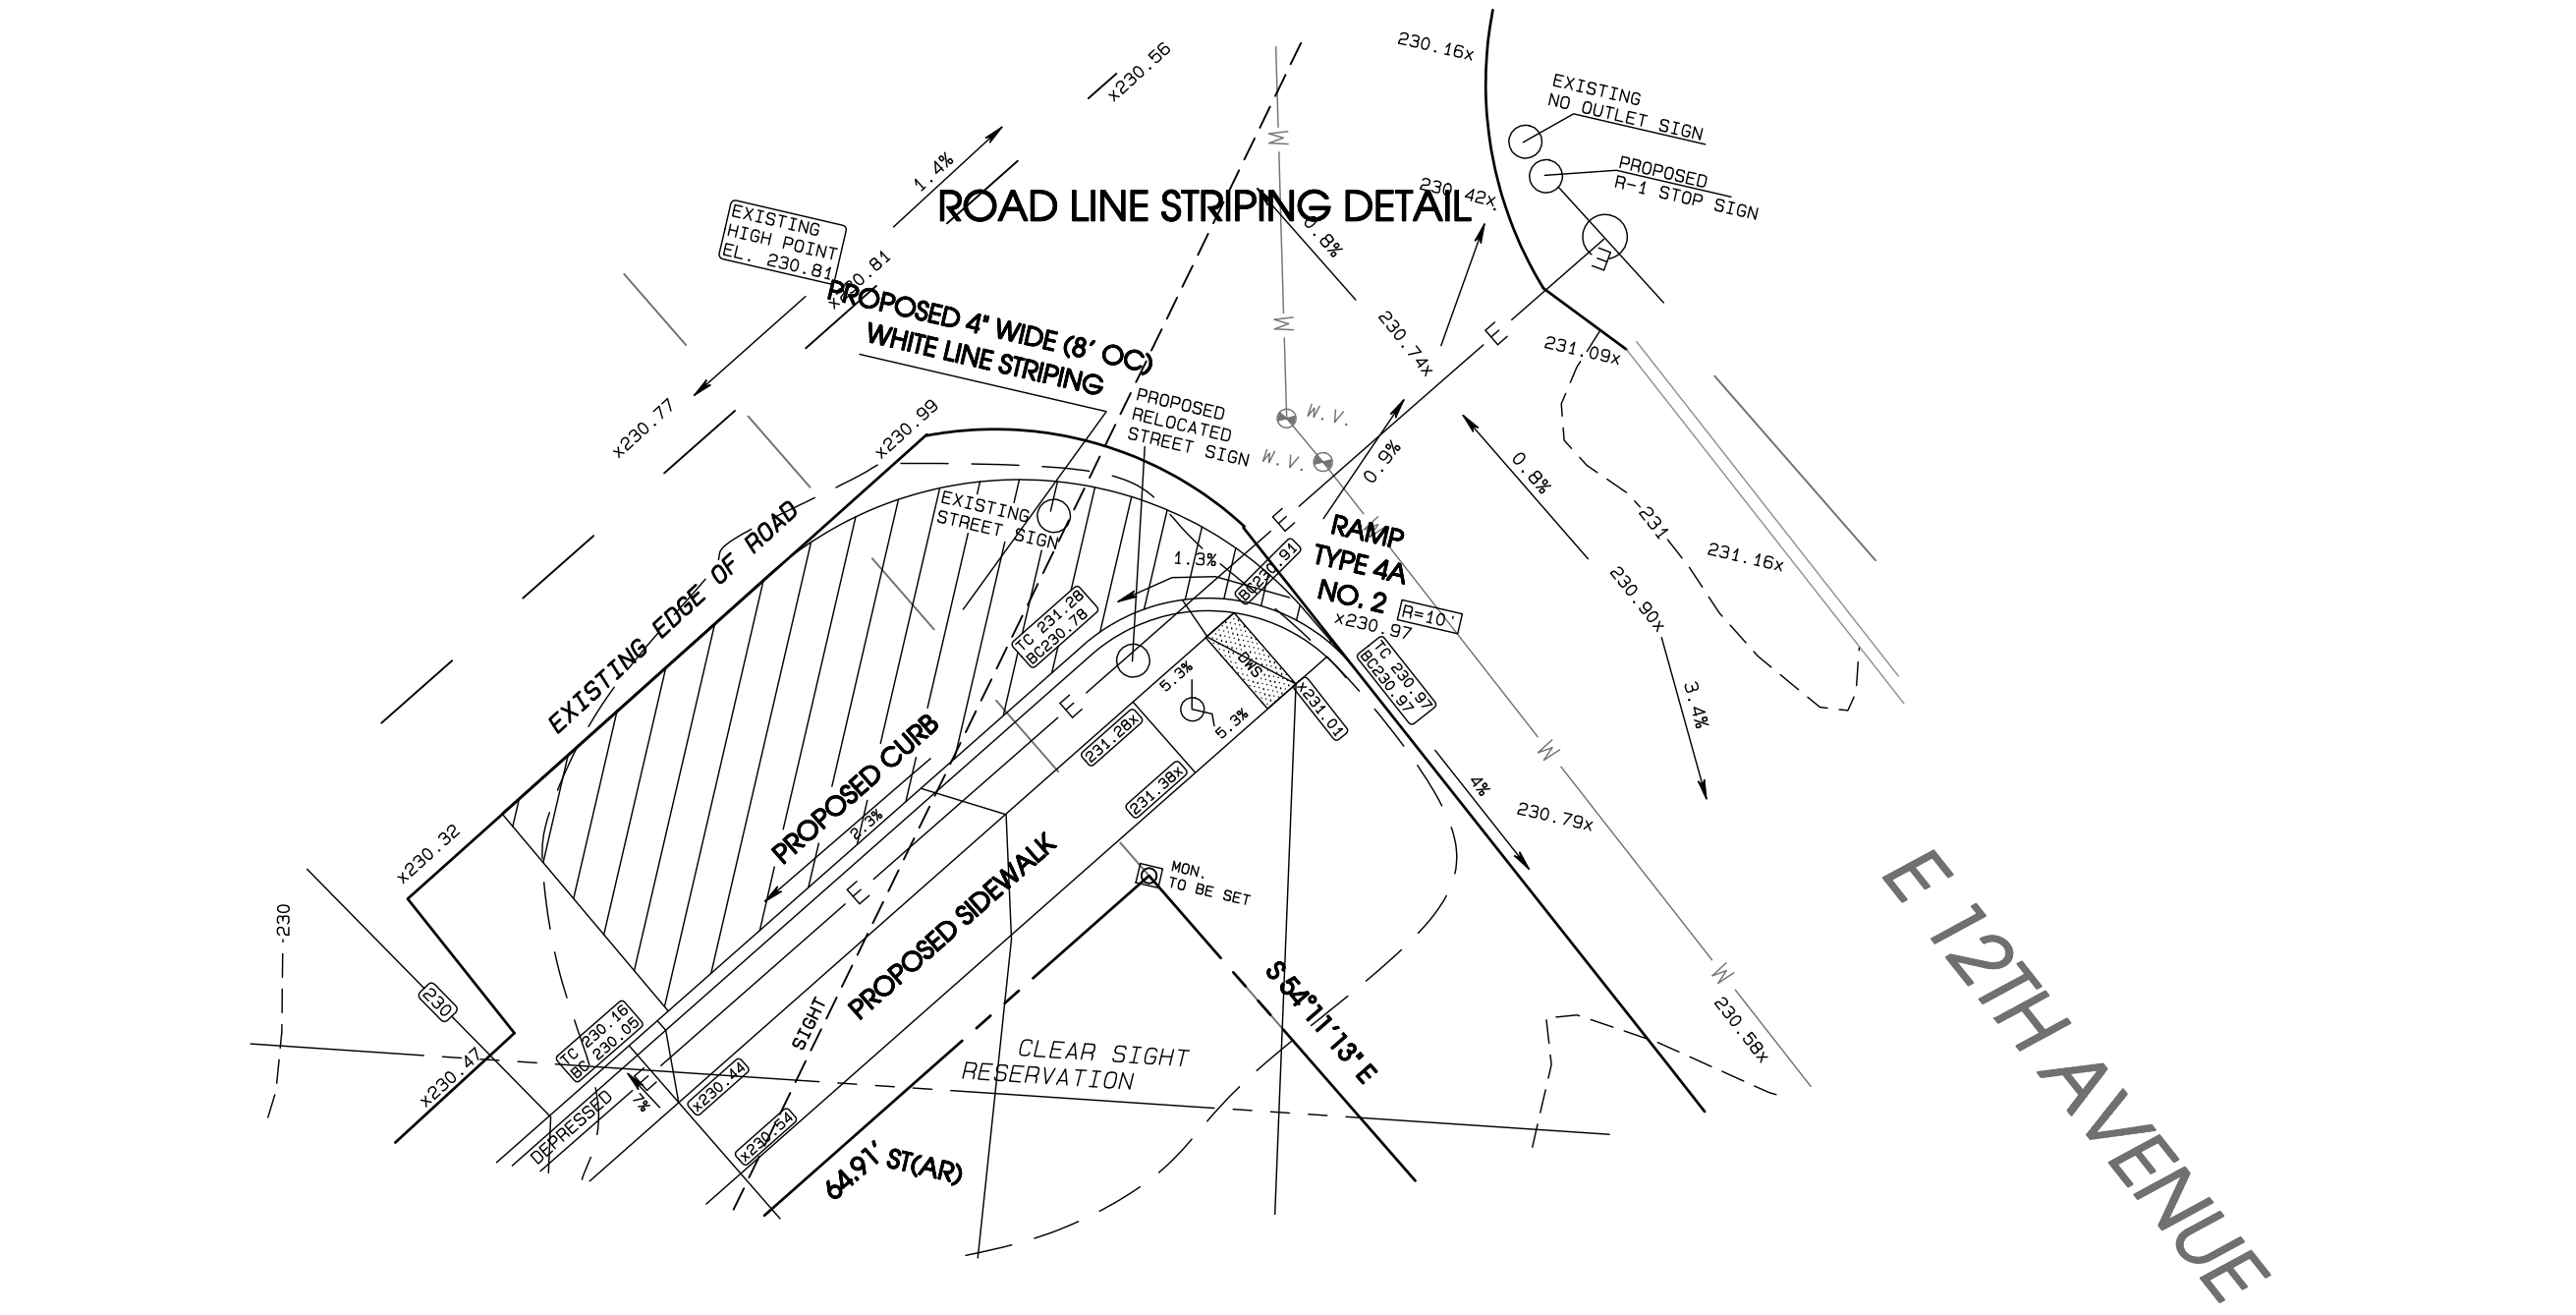 230.16x
x230.56
EXISTING
NO OUTLET SIGN
1.4%
PROPOSED
R-1 STOP SIGN
W
ROAD LINE STRIPING DETAIL
230.42x
EXISTING
HIGH POINT
EL. 230.81
0.8%
E
x230.81
PROPOSED 4" WIDE (8' OC)
WHITE LINE STRIPING
W
230.74x
E
231.09x
PROPOSED
RELOCATED
STREET SIGN
W.V.
W.V.
x230.77
x230.99
0.9%
0.8%
EXISTING
STREET SIGN
E
W
RAMP
TYPE 4A
NO. 2
-231
231.16x
EXISTING EDGE OF ROAD
1.3%
BC230.91
R=10'
x230.97
TC 231.28
BC230.78
230.90x
DWS
5.3%
5.3%
TC 230.97
BC230.97
x231.01
E
231.28x
231.38x
3.4%
W
4%
230.79x
PROPOSED CURB
2.3%
x230.32
E
PROPOSED SIDEWALK
MON.
TO BE SET
E 12TH AVENUE
-230
230
W
230.58x
S 54°11'13" E
SIGHT
TC 230.16
BC 230.05
x230.47
CLEAR SIGHT
RESERVATION
E
7%
x230.44
DEPRESSED
x230.54
64.91' ST(AR)